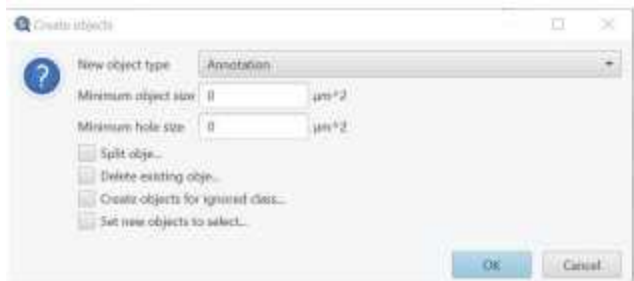 Create objects
New object type Annotation
Minimum object size 0 µm^2
Minimum hole size 0 µm^2
Split obje...
Delete existing obje...
Create objects for ignored class...
Set new objects to select...
OK Cancel